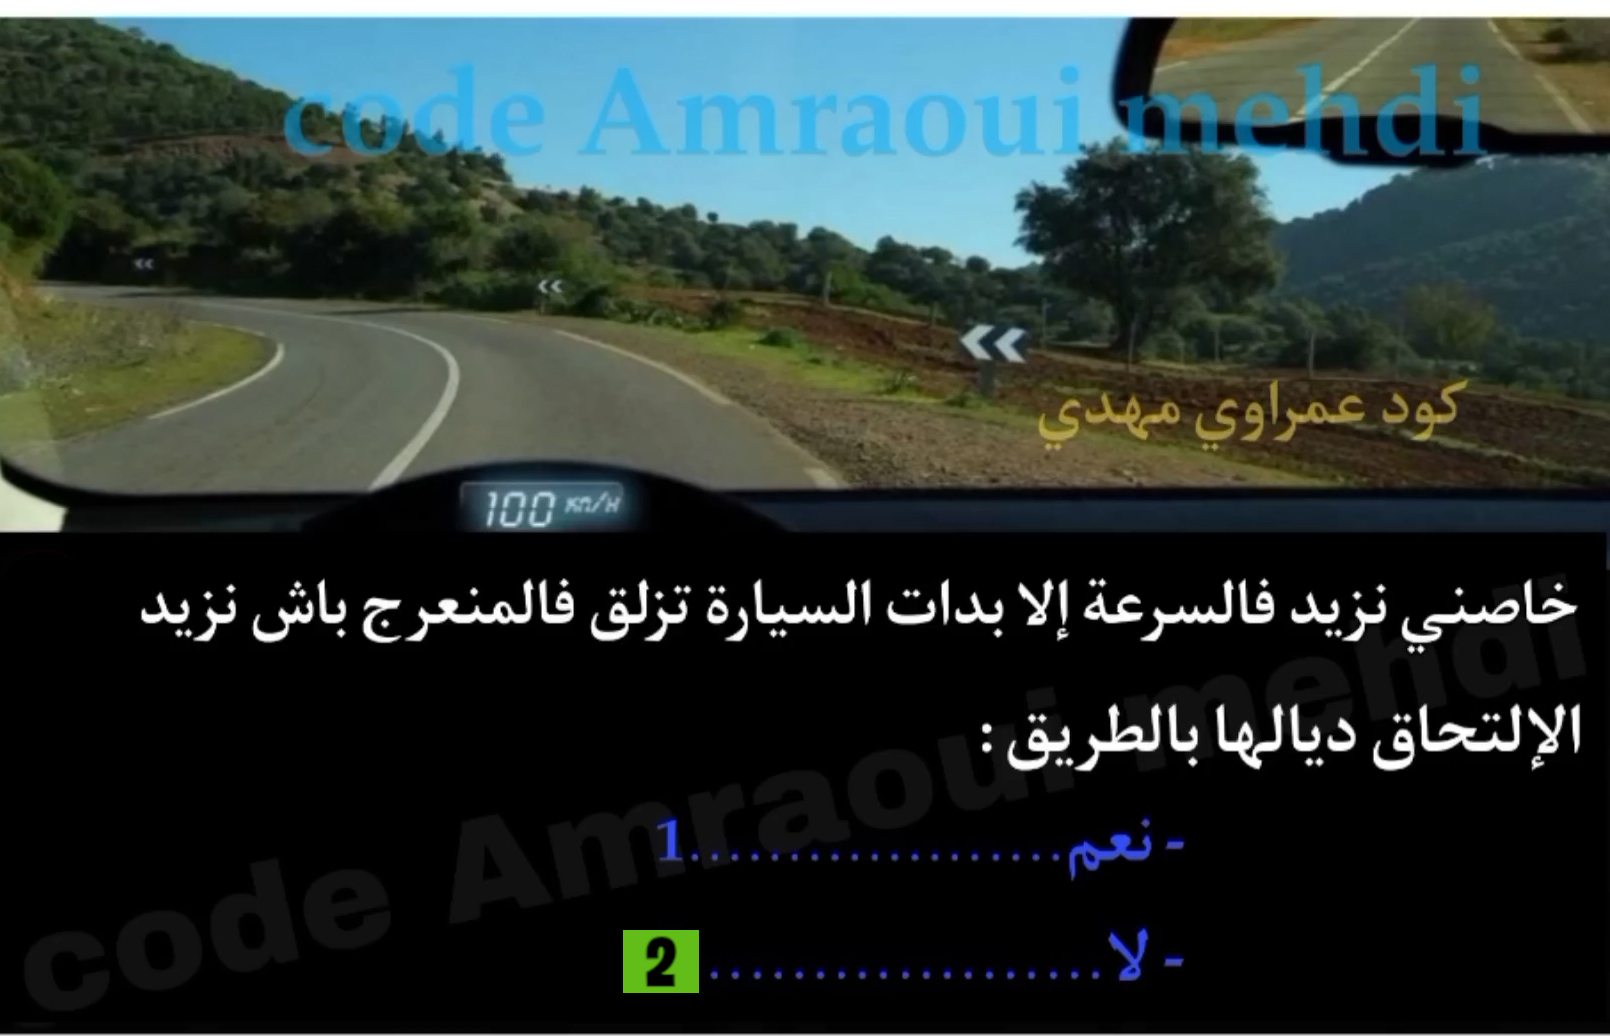 code Amraoui mehdi
كود عمراوي مهدي
100 km/h
خاصني نزيد فالسرعة إلا بدات السيارة تزلق فالمنعرج باش نزيد
الإلتحاق ديالها بالطريق :
- نعم...................1
- لا................... 2
code Amraoui mehdi